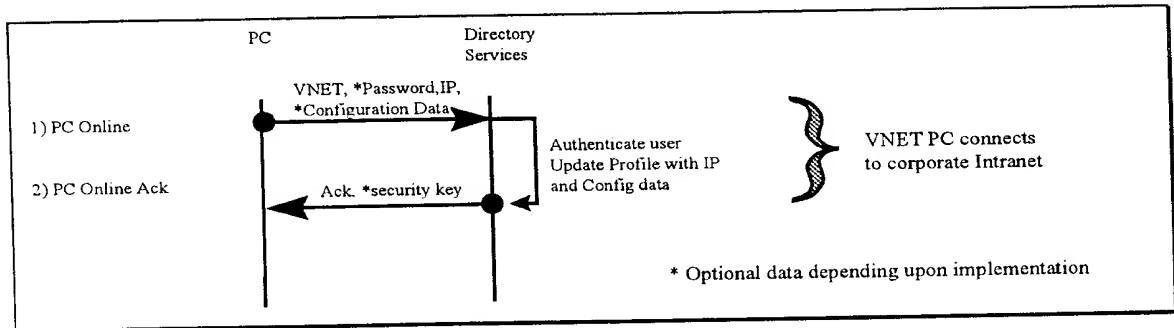 PC
Directory
Services
VNET, *Password,IP,
*Configuration Data
1) PC Online
Authenticate user
Update Profile with IP
and Config data
VNET PC connects
to corporate Intranet
2) PC Online Ack
Ack. *security key
* Optional data depending upon implementation